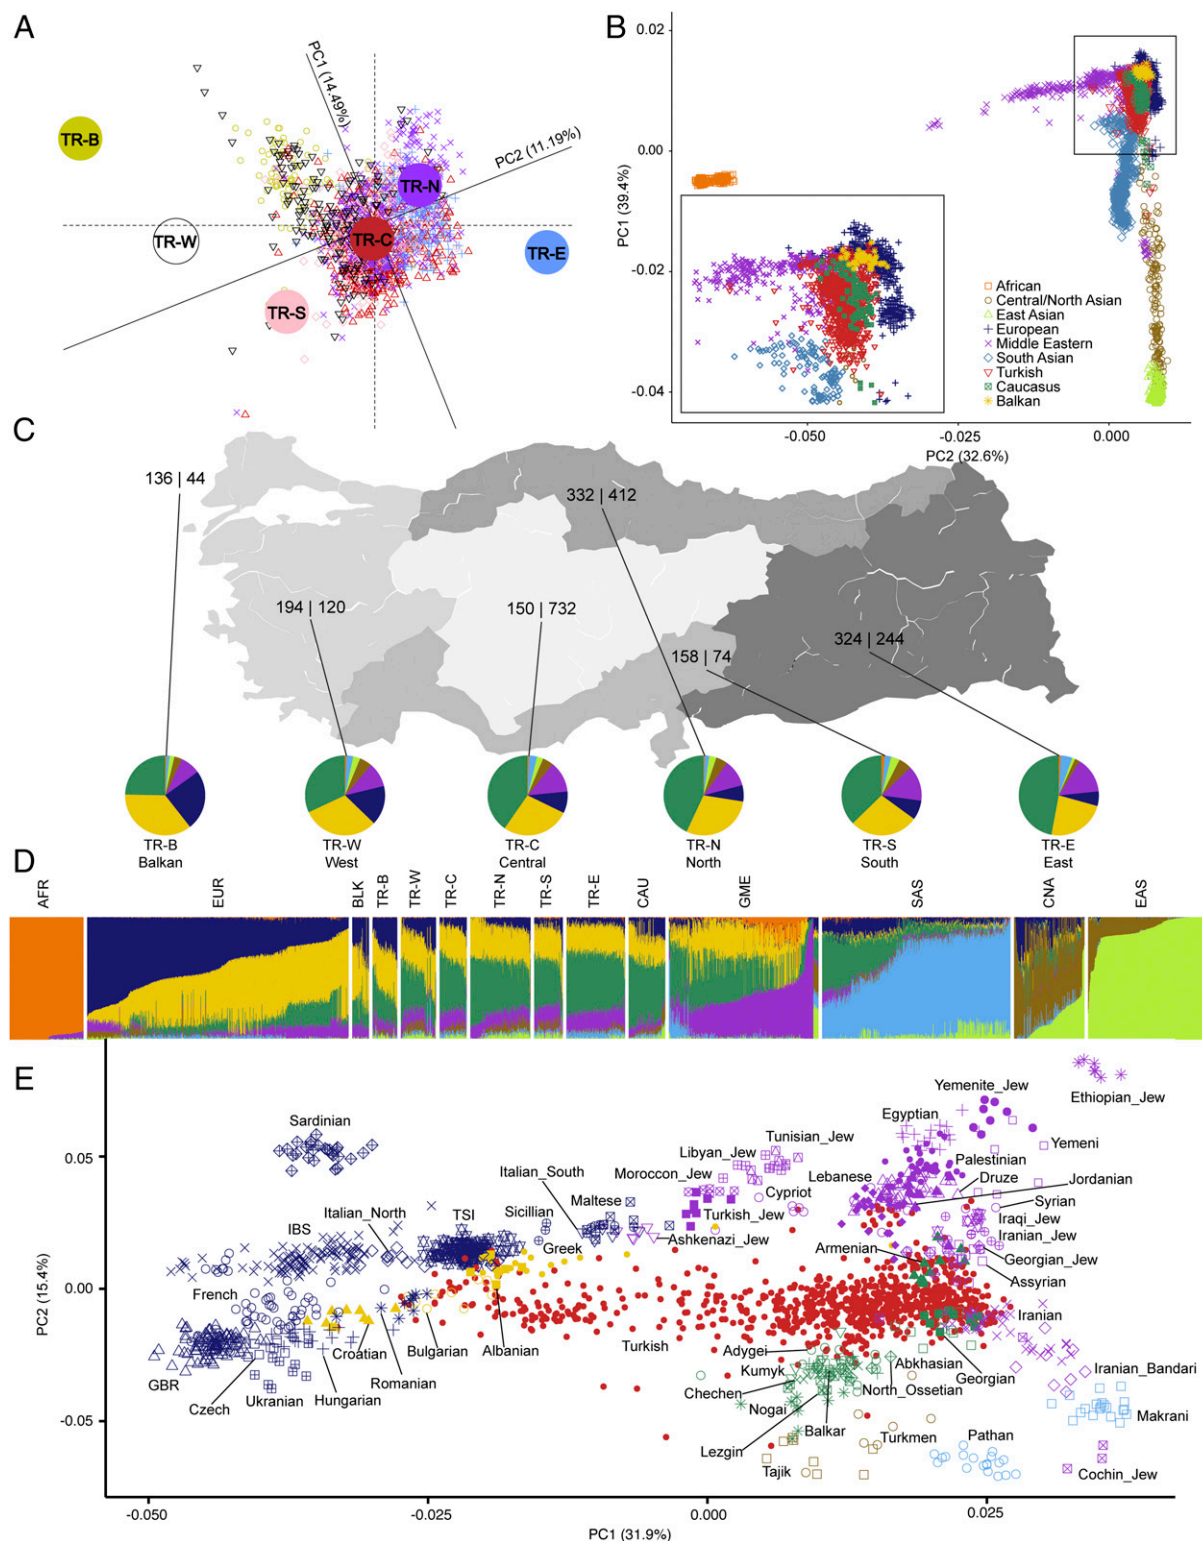 A
PC1 (14.49%)
PC2 (11.19%)
TR-B
TR-N
TR-W
TR-C
TR-E
TR-S
B
0.02
0.00
-0.02
-0.04
PC1 (39.4%)
-0.050
-0.025
0.000
PC2 (32.6%)
African
Central/North Asian
East Asian
European
Middle Eastern
South Asian
Turkish
Caucasus
Balkan
C
136 | 44
332 | 412
194 | 120
150 | 732
158 | 74
324 | 244
TR-B
Balkan
TR-W
West
TR-C
Central
TR-N
North
TR-S
South
TR-E
East
D
AFR
EUR
BLK
TR-B
TR-W
TR-C
TR-N
TR-S
TR-E
CAU
GME
SAS
CNA
EAS
E
Sardinian
Yemenite_Jew
Ethiopian_Jew
Egyptian
Tunisian_Jew
Libyan_Jew
Yemeni
Italian_South
Moroccon_Jew
Lebanese
Palestinian
Jordanian
Druze
Cypriot
Maltese
Sicilian
Italian_North
TSI
IBS
Turkish_Jew
Syrian
Iraqi_Jew
Iranian_Jew
Greek
Ashkenazi_Jew
Armenian
Georgian_Jew
Assyrian
French
Iranian
Croatian
Bulgarian
Albanian
Turkish
Adygei
Abkhasian
Georgian
Iranian_Bandari
Kumyk
Romanian
GBR
Czech
Ukranian
Hungarian
Chechen
North_Ossetian
Nogai
Balkar
Makrani
Lezgin
Turkmen
Pathan
Tajik
Cochin_Jew
0.05
0.00
-0.05
PC2 (15.4%)
-0.050
-0.025
0.000
0.025
PC1 (31.9%)